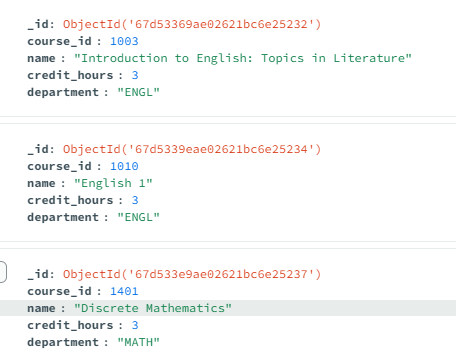 _id: ObjectId('67d53369ae02621bc6e25232')
course_id : 1003
name : "Introduction to English: Topics in Literature"
credit_hours : 3
department : "ENGL"
_id: ObjectId('67d5339eae02621bc6e25234')
course_id : 1010
name : "English 1"
credit_hours : 3
department : "ENGL"
_id: ObjectId('67d533e9ae02621bc6e25237')
course_id : 1401
name : "Discrete Mathematics"
credit_hours : 3
department : "MATH"